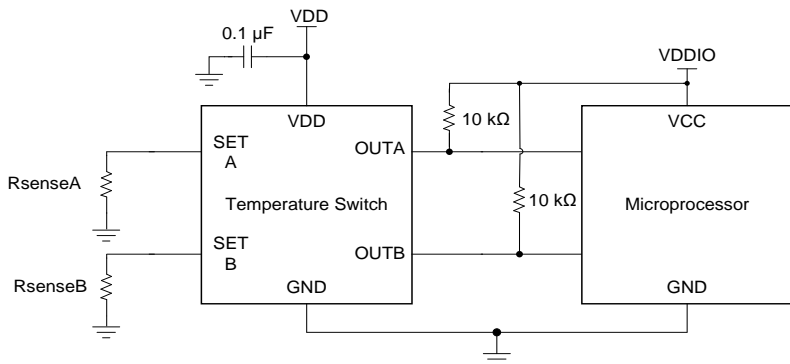 VDD
0.1 µF
VDDIO
VDD
10 kΩ
VCC
SET
A
OUTA
RsenseA
Temperature Switch
10 kΩ
Microprocessor
SET
B
OUTB
RsenseB
GND
GND